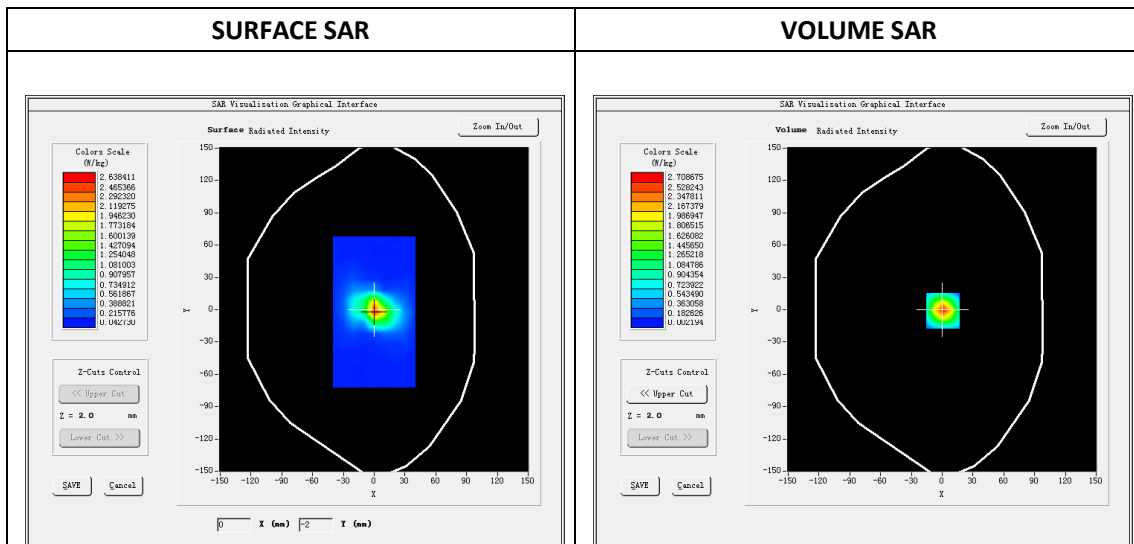 SURFACE SAR
VOLUME SAR
SAR Visualisation Graphical Interface
Surface Radiated Intensity
Zoom In/Out
Colors Scale
(W/kg)
2.638411
2.465366
2.292320
2.119275
1.946230
1.773184
1.600139
1.427094
1.254048
1.081003
0.907957
0.734912
0.561867
0.388821
0.215776
0.042730
Z-Cuts Control
<< Upper Cut
Z = 2.0 mm
Lower Cut >>
SAVE
Cancel
150
120
90
60
30
0
-30
-60
-90
-120
-150
Y
-150 -120 -90 -60 -30 0 30 60 90 120 150
X
0 X (mm) -2 Y (mm)
SAR Visualisation Graphical Interface
Volume Radiated Intensity
Zoom In/Out
Colors Scale
(W/kg)
2.708675
2.528243
2.347811
2.167379
1.986947
1.806515
1.626082
1.445650
1.265218
1.084786
0.904354
0.723922
0.543490
0.363058
0.182626
0.002194
Z-Cuts Control
<< Upper Cut
Z = 2.0 mm
Lower Cut >>
SAVE
Cancel
150
120
90
60
30
0
-30
-60
-90
-120
-150
Y
-150 -120 -90 -60 -30 0 30 60 90 120 150
X